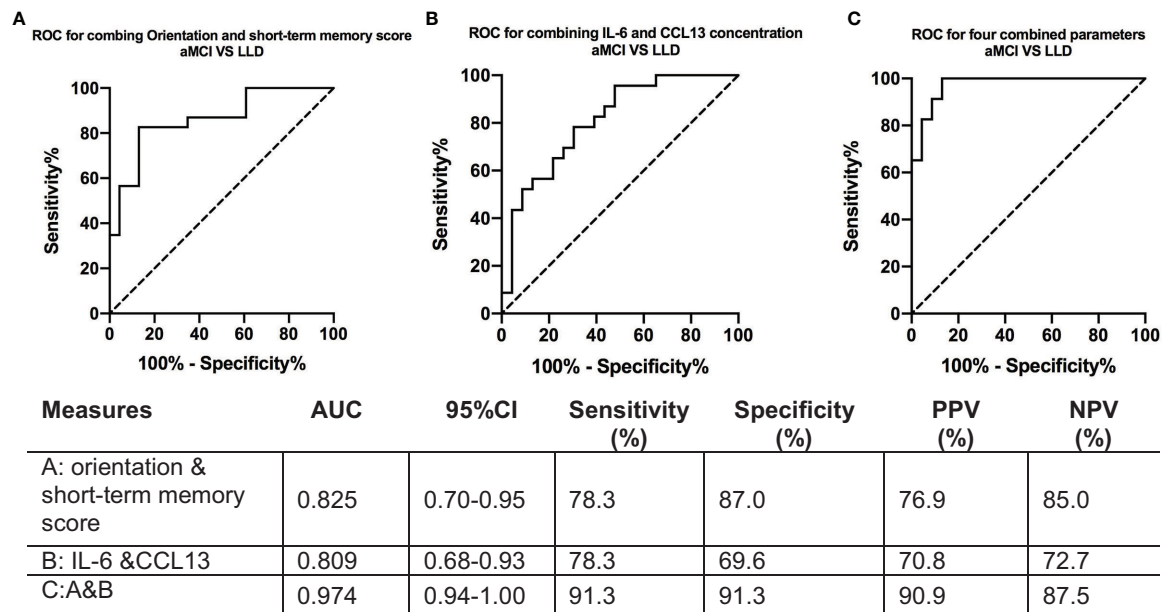 A
ROC for combing Orientation and short-term memory score
aMCI VS LLD
100
80
60
40
20
0
Sensitivity%
0 20 40 60 80 100
100% - Specificity%
B
ROC for combining IL-6 and CCL13 concentration
aMCI VS LLD
100
80
60
40
20
0
Sensitivity%
0 20 40 60 80 100
100% - Specificity%
C
ROC for four combined parameters
aMCI VS LLD
100
80
60
40
20
0
Sensitivity%
0 20 40 60 80 100
100% - Specificity%
Measures AUC 95%CI Sensitivity (%) Specificity (%) PPV (%) NPV (%)
A: orientation &
short-term memory
score
0.825 0.70-0.95 78.3 87.0 76.9 85.0
B: IL-6 &CCL13 0.809 0.68-0.93 78.3 69.6 70.8 72.7
C:A&B 0.974 0.94-1.00 91.3 91.3 90.9 87.5